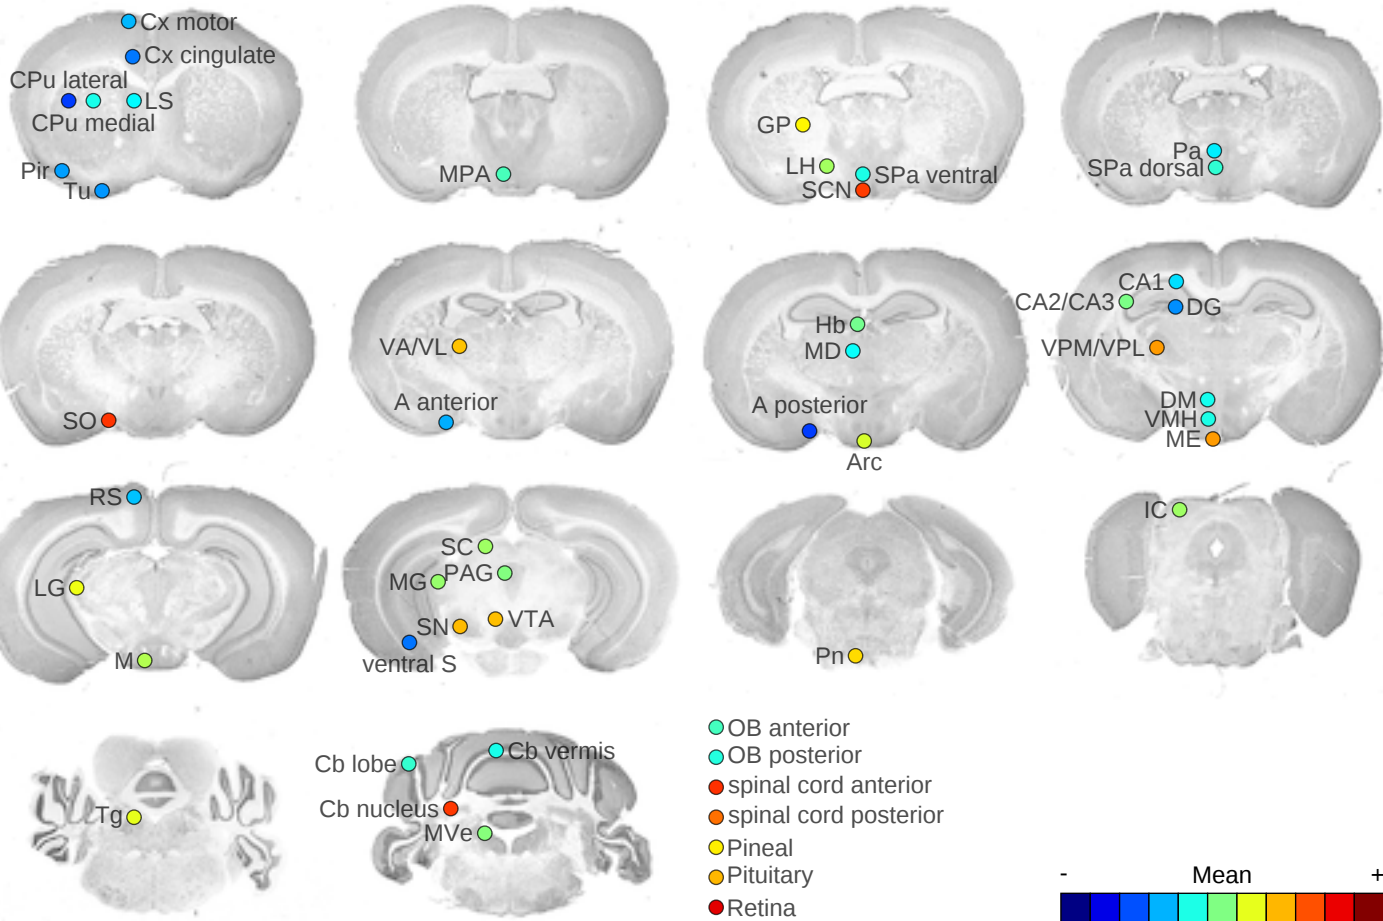 Cx motor
Cx cingulate
CPu lateral
LS
CPu medial
Pir
Tu
MPA
GP
LH
SPa ventral
SCN
Pa
SPa dorsal
SO
VA/VL
A anterior
Hb
MD
A posterior
Arc
CA1
CA2/CA3
DG
VPM/VPL
DM
VMH
ME
RS
LG
M
SC
MG
PAG
SN
VTA
ventral S
Pn
IC
Tg
Cb lobe
Cb vermis
Cb nucleus
MVe
OB anterior
OB posterior
spinal cord anterior
spinal cord posterior
Pineal
Pituitary
Retina
- Mean +